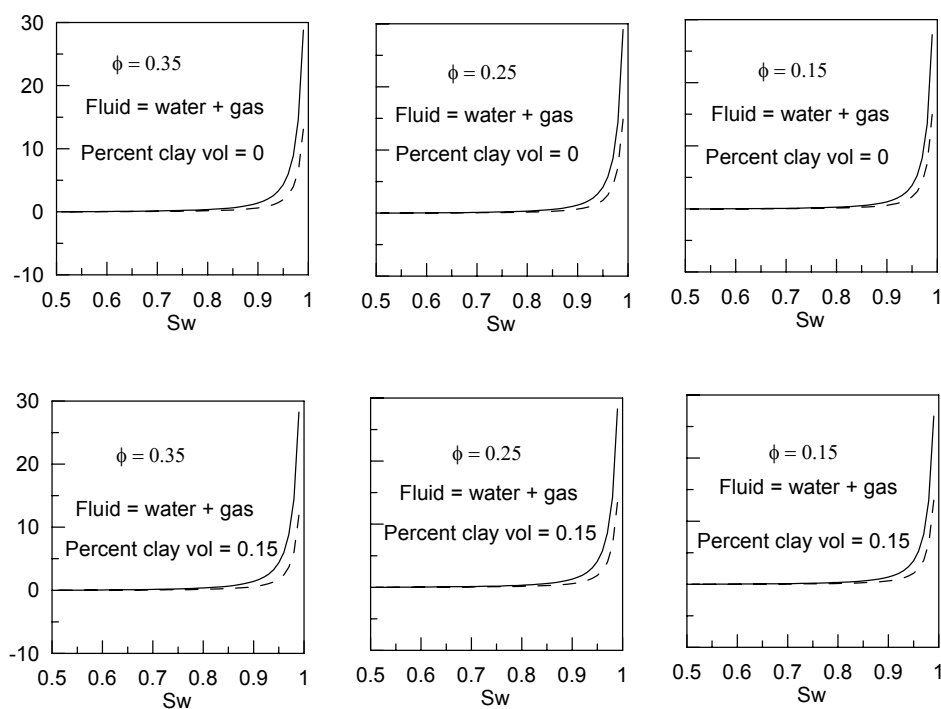 30
20
10
0
-10
ϕ = 0.35
Fluid = water + gas
Percent clay vol = 0
0.5 0.6 0.7 0.8 0.9 1
Sw
ϕ = 0.25
Fluid = water + gas
Percent clay vol = 0
0.5 0.6 0.7 0.8 0.9 1
Sw
ϕ = 0.15
Fluid = water + gas
Percent clay vol = 0
0.5 0.6 0.7 0.8 0.9 1
Sw
30
20
10
0
-10
ϕ = 0.35
Fluid = water + gas
Percent clay vol = 0.15
0.5 0.6 0.7 0.8 0.9 1
Sw
ϕ = 0.25
Fluid = water + gas
Percent clay vol = 0.15
0.5 0.6 0.7 0.8 0.9 1
Sw
ϕ = 0.15
Fluid = water + gas
Percent clay vol = 0.15
0.5 0.6 0.7 0.8 0.9 1
Sw